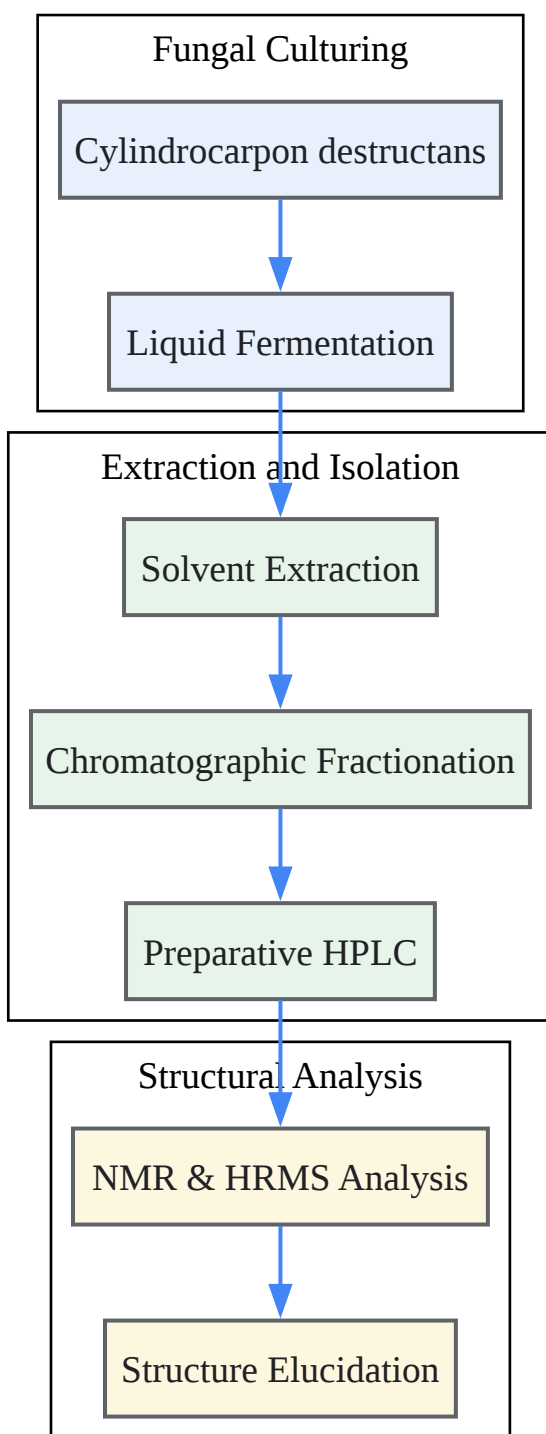 Fungal Culturing
Cylindrocarpon destructans
Liquid Fermentation
Extraction and Isolation
Solvent Extraction
Chromatographic Fractionation
Preparative HPLC
Structural Analysis
NMR & HRMS Analysis
Structure Elucidation